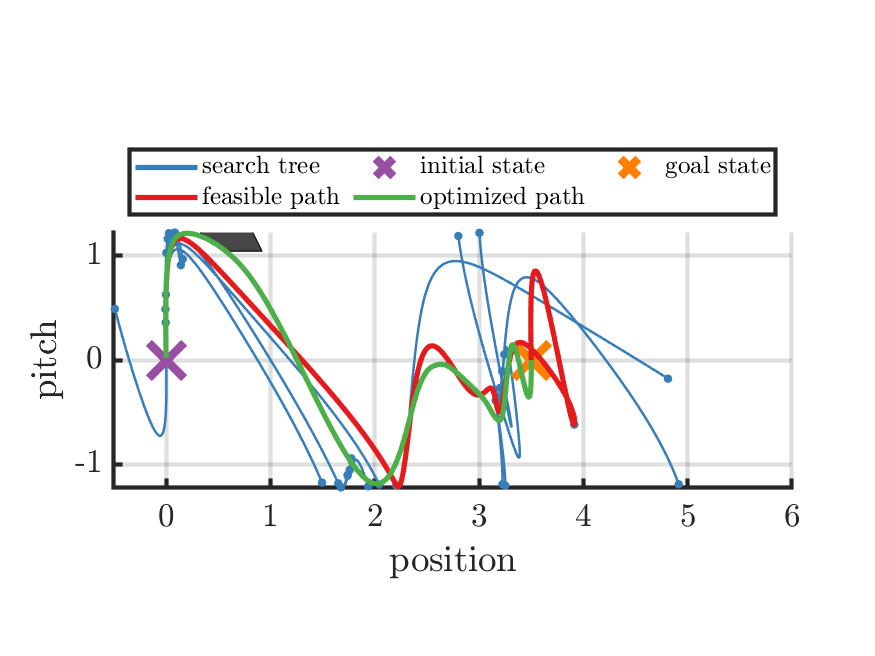 search tree initial state goal state
feasible path optimized path
1
0
-1
pitch
0 1 2 3 4 5 6
position